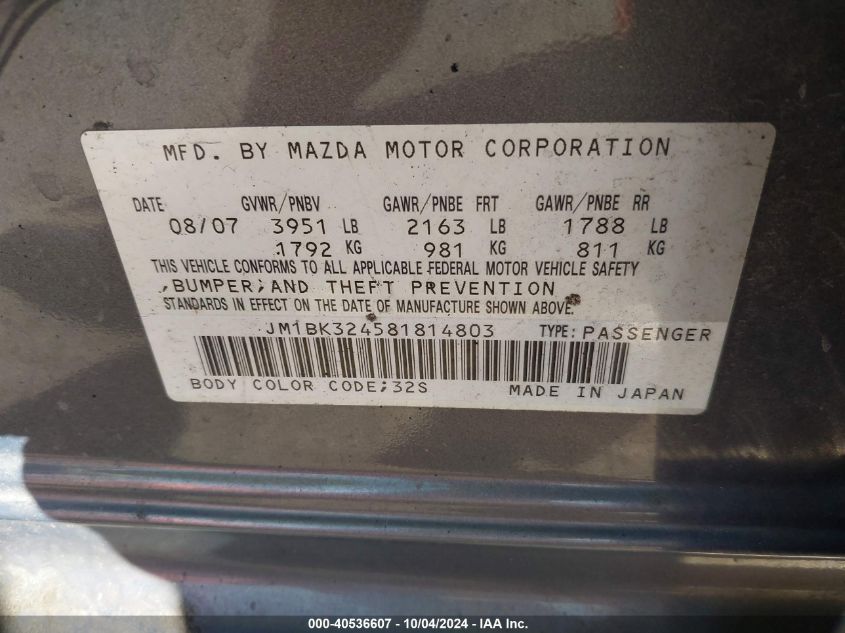 MFD. BY MAZDA MOTOR CORPORATION
DATE GVWR/PNBV GAWR/PNBE FRT GAWR/PNBE RR
08/07 3951 LB 2163 LB 1788 LB
1792 KG 981 KG 811 KG
THIS VEHICLE CONFORMS TO ALL APPLICABLE FEDERAL MOTOR VEHICLE SAFETY
,BUMPER,AND THEFT PREVENTION
STANDARDS IN EFFECT ON THE DATE OF MANUFACTURE SHOWN ABOVE.
JM1BK324581814803 TYPE: PASSENGER
BODY COLOR CODE;32S MADE IN JAPAN
000-40536607 - 10/04/2024 - IAA Inc.